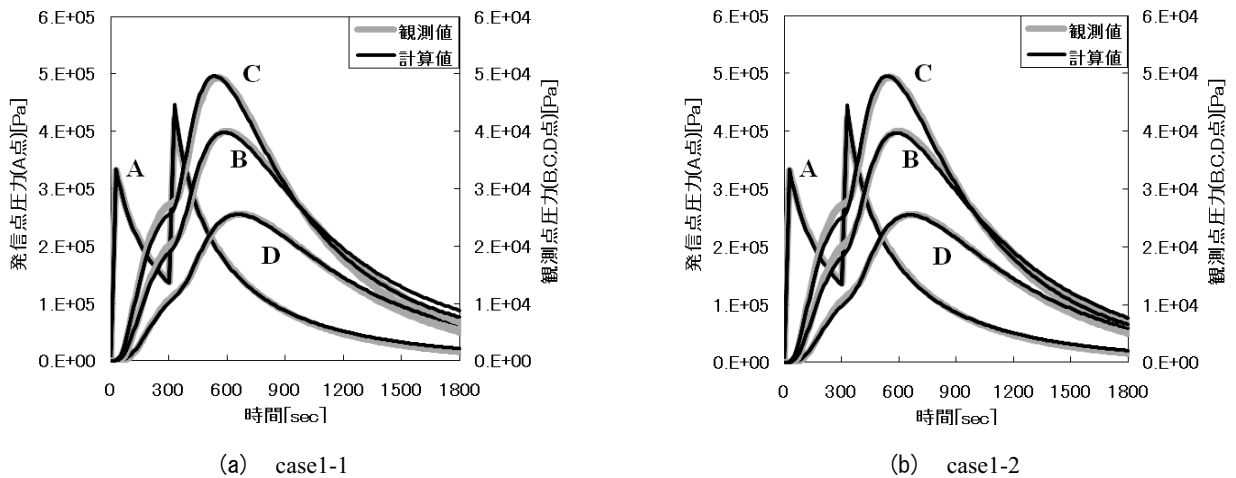 6.E+05
5.E+05
4.E+05
3.E+05
2.E+05
1.E+05
0.E+00
発信点圧力(A点)[Pa]
観測値
計算値
A
C
B
D
6.E+04
5.E+04
4.E+04
3.E+04
2.E+04
1.E+04
0.E+00
観測点圧力(B,C,D点)[Pa]
0 300 600 900 1200 1500 1800
時間[sec]
(a) case1-1
6.E+05
5.E+05
4.E+05
3.E+05
2.E+05
1.E+05
0.E+00
発信点圧力(A点)[Pa]
観測値
計算値
A
C
B
D
6.E+04
5.E+04
4.E+04
3.E+04
2.E+04
1.E+04
0.E+00
観測点圧力(B,C,D点)[Pa]
0 300 600 900 1200 1500 1800
時間[sec]
(b) case1-2